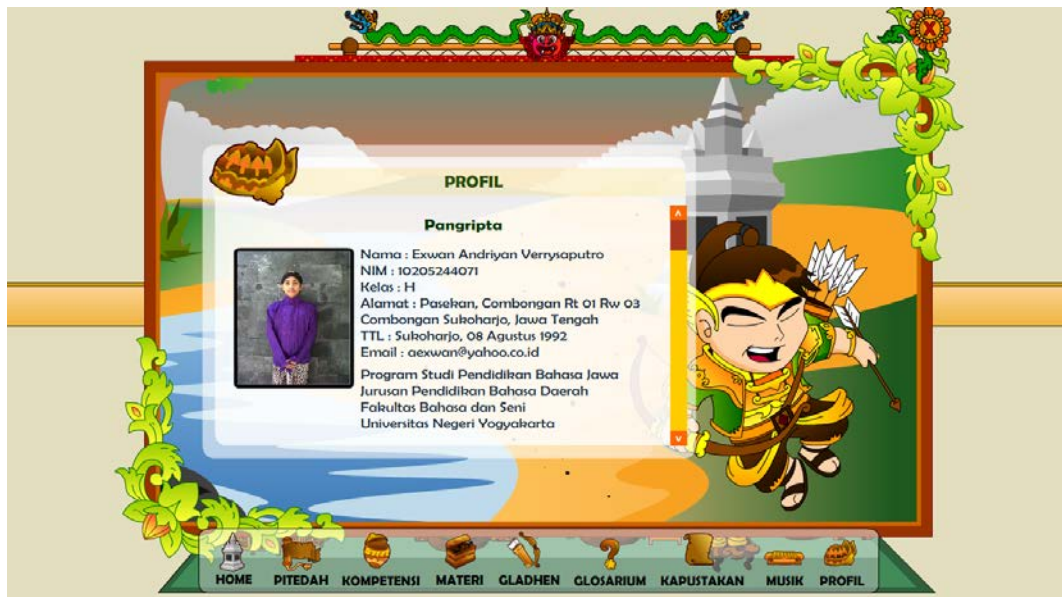 X
PROFIL
Pangripta
Nama : Exwan Andriyan Verrysaputro
NIM : 10205244071
Kelas : H
Alamat : Pasekan, Combongan Rt 01 Rw 03
Combongan Sukoharjo, Jawa Tengah
TTL : Sukoharjo, 08 Agustus 1992
Email : aexwan@yahoo.co.id
Program Studi Pendidikan Bahasa Jawa
Jurusan Pendidikan Bahasa Daerah
Fakultas Bahasa dan Seni
Universitas Negeri Yogyakarta
HOME PITEDAH KOMPETENSI MATERI GLADHEN GLOSARIUM KAPUSTAKAN MUSIK PROFIL